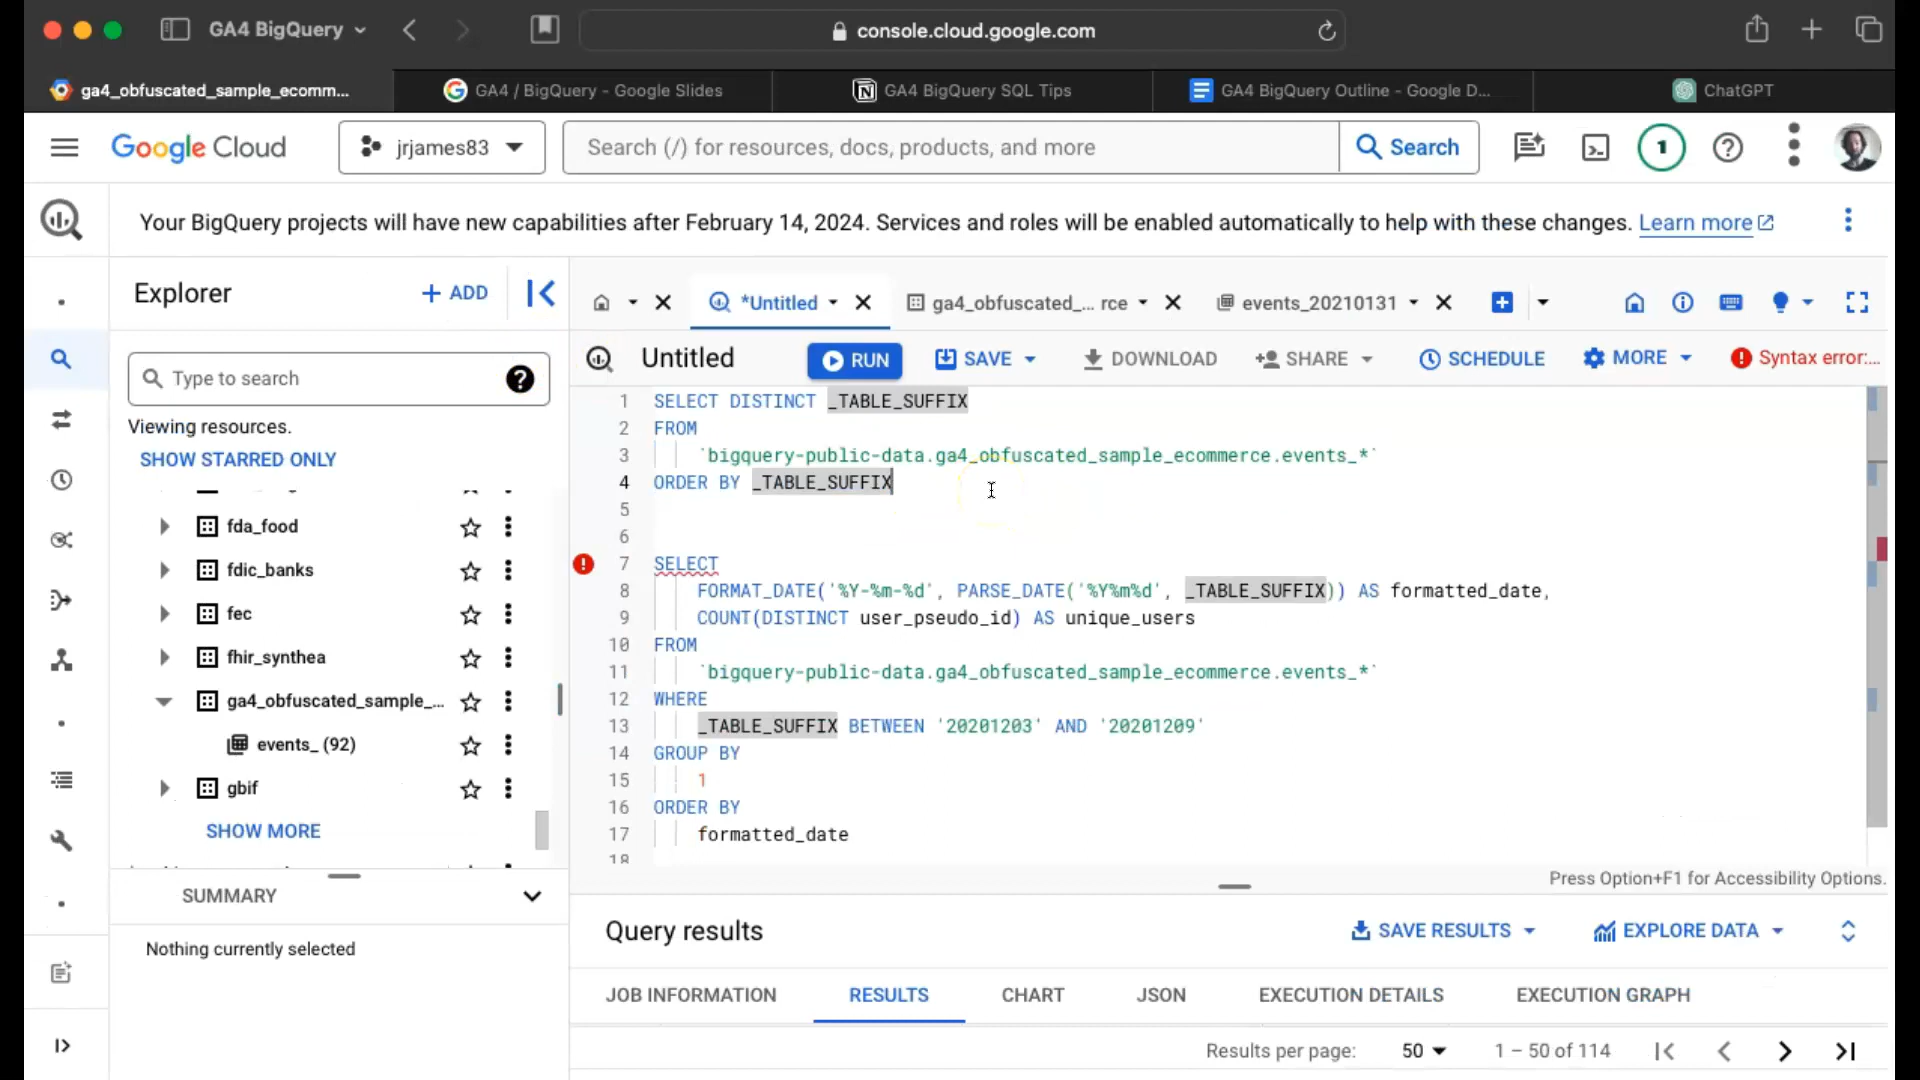 GA4 BigQuery
console.cloud.google.com
ga4_obfuscated_sample_ecomm...
GA4 / BigQuery - Google Slides
GA4 BigQuery SQL Tips
GA4 BigQuery Outline - Google D...
ChatGPT
Google Cloud
jrjames83
Search (/) for resources, docs, products, and more
Search
1
Your BigQuery projects will have new capabilities after February 14, 2024. Services and roles will be enabled automatically to help with these changes. Learn more
Explorer
+ ADD
*Untitled
ga4_obfuscated_... rce
events_20210131
Untitled
RUN
SAVE
DOWNLOAD
SHARE
SCHEDULE
MORE
Syntax error:...
Type to search
Viewing resources.
SHOW STARRED ONLY
fda_food
fdic_banks
fec
fhir_synthea
ga4_obfuscated_sample_...
events_ (92)
gbif
SHOW MORE
SUMMARY
Nothing currently selected
1 SELECT DISTINCT _TABLE_SUFFIX
2 FROM
3 `bigquery-public-data.ga4_obfuscated_sample_ecommerce.events_*`
4 ORDER BY _TABLE_SUFFIX
5
6
7 SELECT
8 FORMAT_DATE('%Y-%m-%d', PARSE_DATE('%Y%m%d', _TABLE_SUFFIX)) AS formatted_date,
9 COUNT(DISTINCT user_pseudo_id) AS unique_users
10 FROM
11 `bigquery-public-data.ga4_obfuscated_sample_ecommerce.events_*`
12 WHERE
13 _TABLE_SUFFIX BETWEEN '20201203' AND '20201209'
14 GROUP BY
15 1
16 ORDER BY
17 formatted_date
18
Press Option+F1 for Accessibility Options.
Query results
SAVE RESULTS
EXPLORE DATA
JOB INFORMATION
RESULTS
CHART
JSON
EXECUTION DETAILS
EXECUTION GRAPH
Results per page: 50 1 – 50 of 114